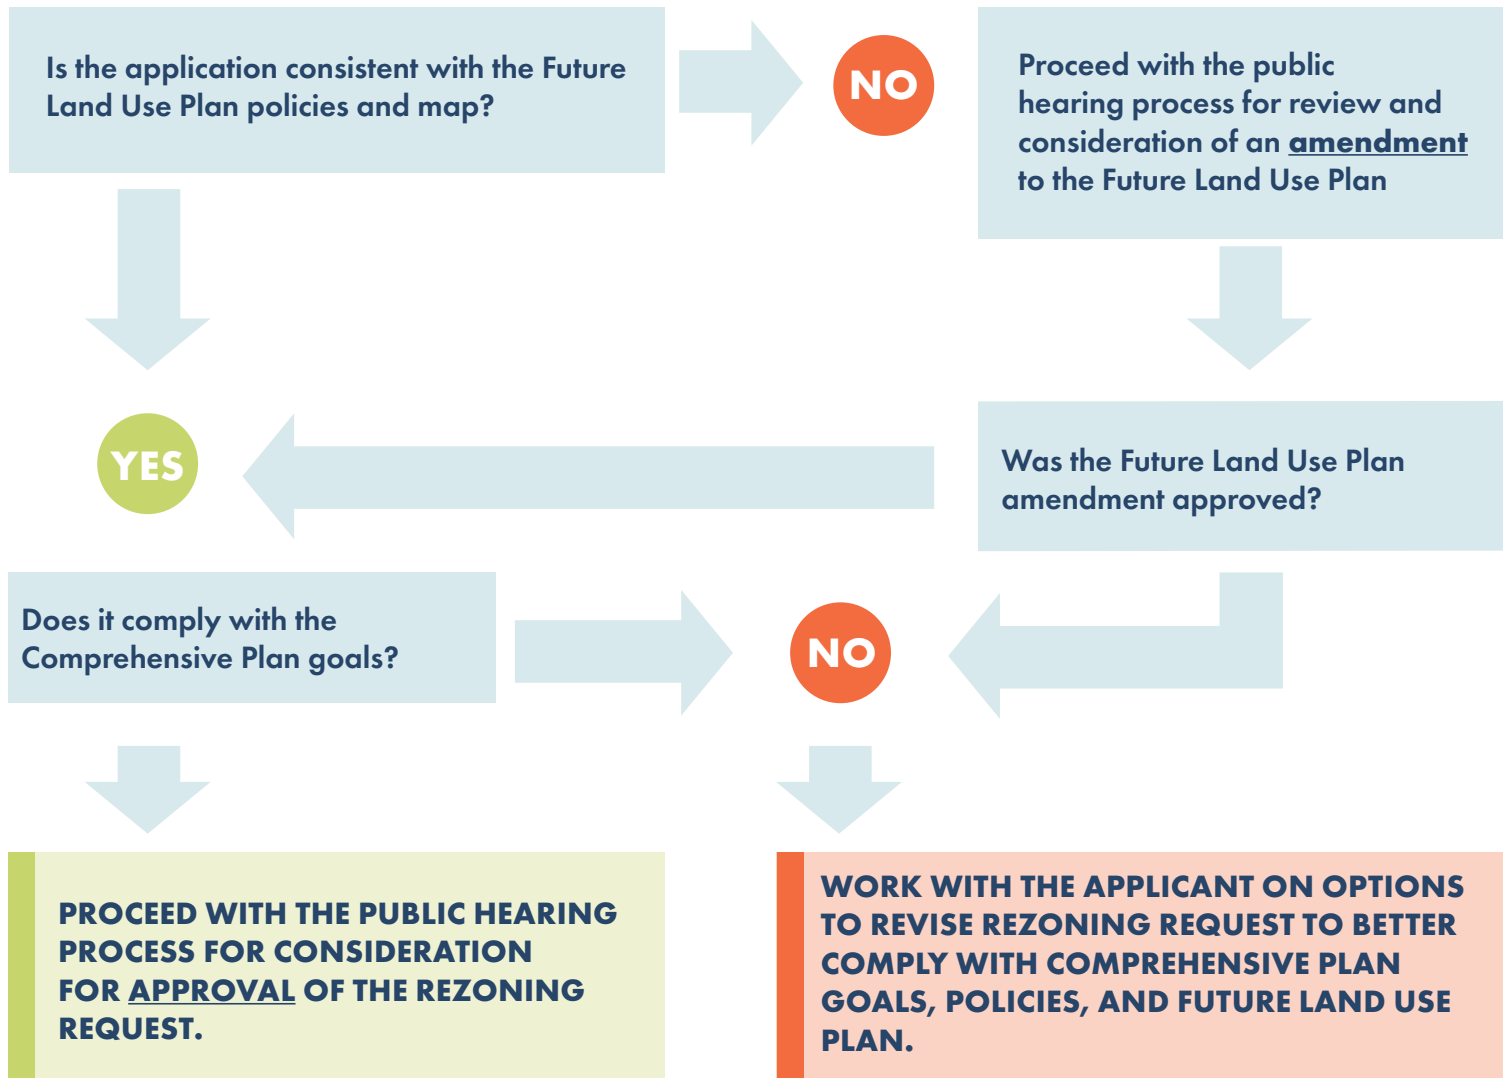 Is the application consistent with the Future
Land Use Plan policies and map?
NO
Proceed with the public
hearing process for review and
consideration of an amendment
to the Future Land Use Plan
YES
Was the Future Land Use Plan
amendment approved?
Does it comply with the
Comprehensive Plan goals?
NO
PROCEED WITH THE PUBLIC HEARING
PROCESS FOR CONSIDERATION
FOR APPROVAL OF THE REZONING
REQUEST.
WORK WITH THE APPLICANT ON OPTIONS
TO REVISE REZONING REQUEST TO BETTER
COMPLY WITH COMPREHENSIVE PLAN
GOALS, POLICIES, AND FUTURE LAND USE
PLAN.